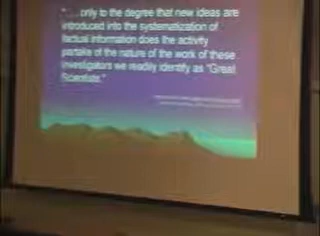 "... only to the degree that new ideas are
introduced into the systematization of
factual information does the activity
partake of the nature of the work of these
investigators we readily identify as "Great
Scientists."